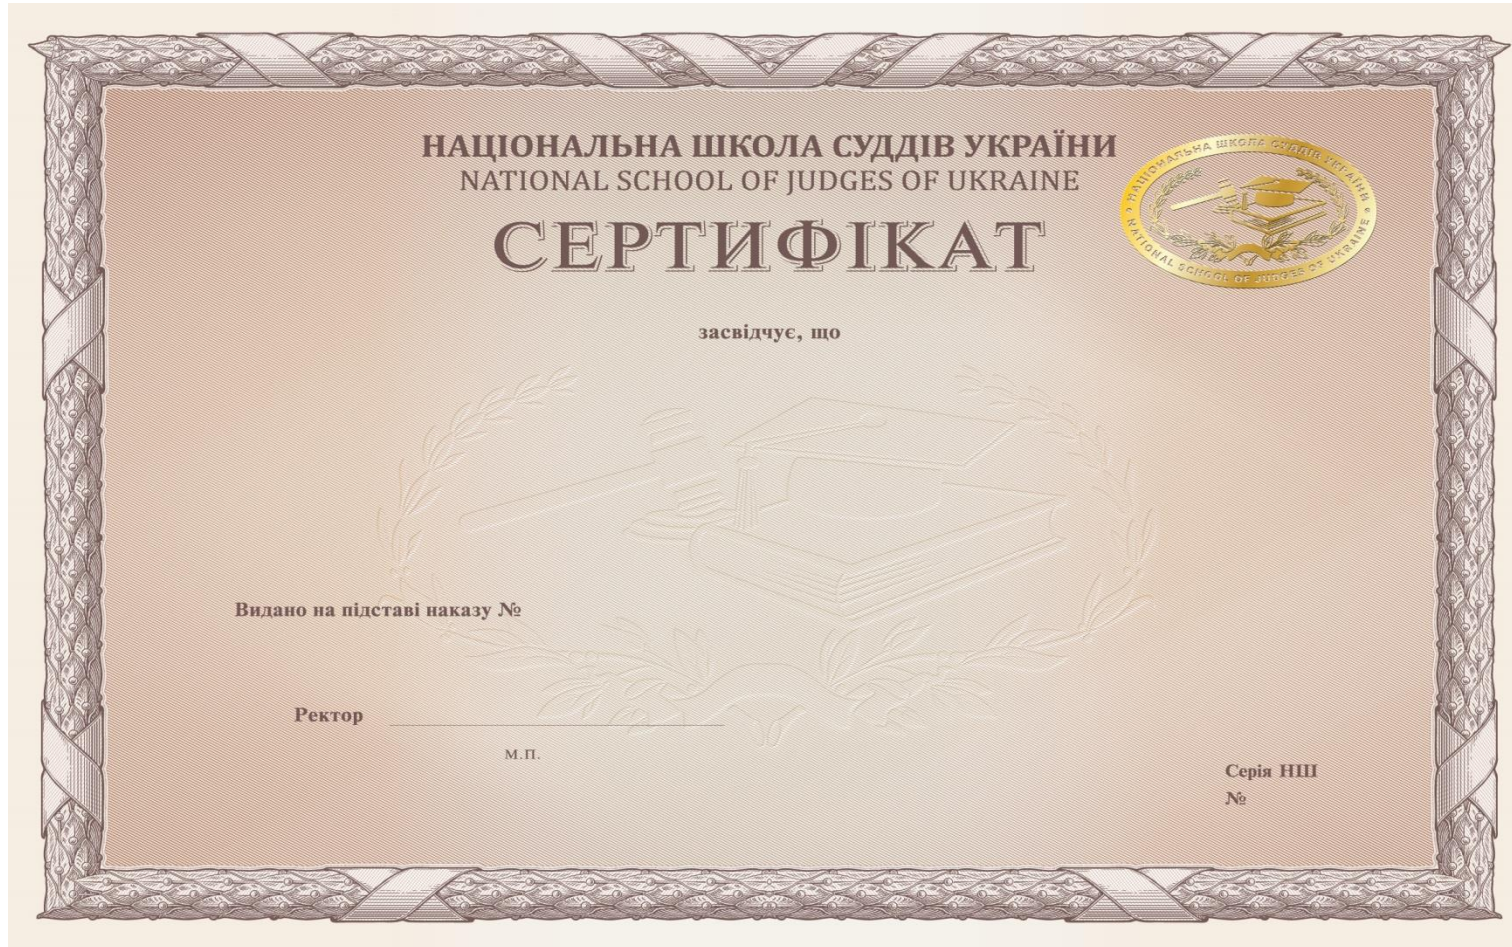 НАЦІОНАЛЬНА ШКОЛА СУДДІВ УКРАЇНИ
NATIONAL SCHOOL OF JUDGES OF UKRAINE
СЕРТИФІКАТ
НАЦІОНАЛЬНА ШКОЛА СУДДІВ УКРАЇНИ
NATIONAL SCHOOL OF JUDGES OF UKRAINE
засвідчує, що
Видано на підставі наказу №
Ректор
М.П.
Серія НШ
№